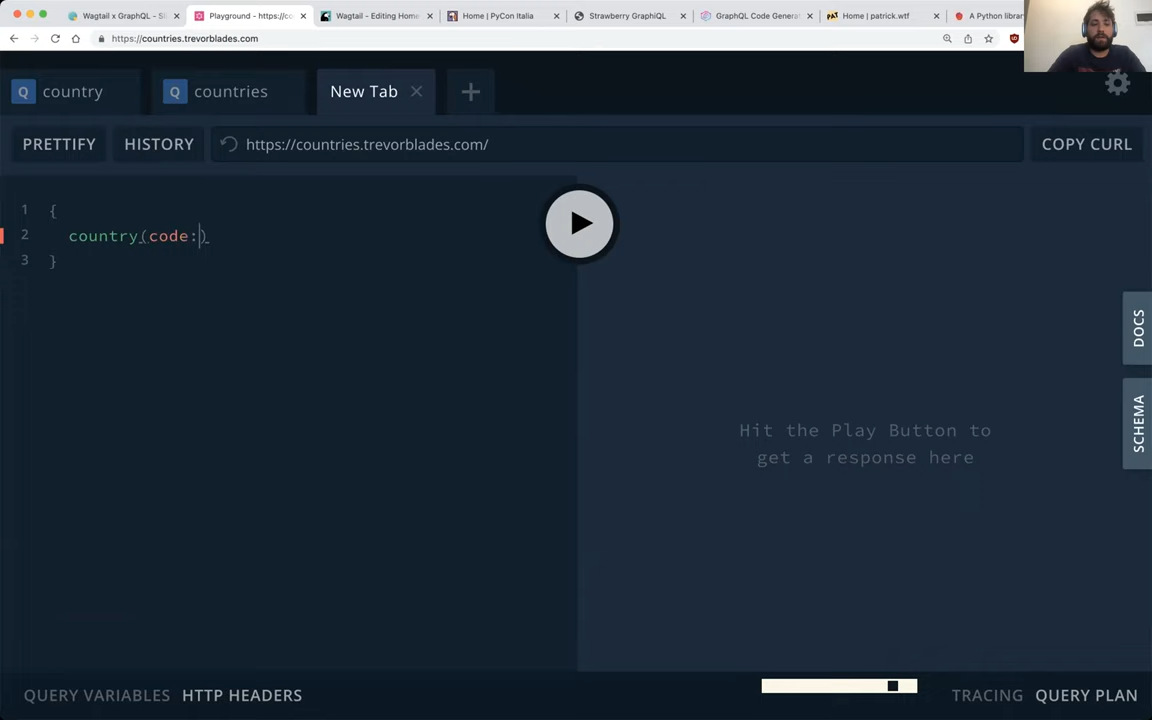 Wagtail x GraphQL - Sli
Playground - https://co
Wagtail - Editing Home
Home | PyCon Italia
Strawberry GraphiQL
GraphQL Code Generat
Home | patrick.wtf
A Python library
https://countries.trevorblades.com
Q country
Q countries
New Tab
PRETTIFY
HISTORY
https://countries.trevorblades.com/
COPY CURL
1 {
2 country(code:)
3 }
Hit the Play Button to
get a response here
DOCS
SCHEMA
QUERY VARIABLES
HTTP HEADERS
TRACING
QUERY PLAN